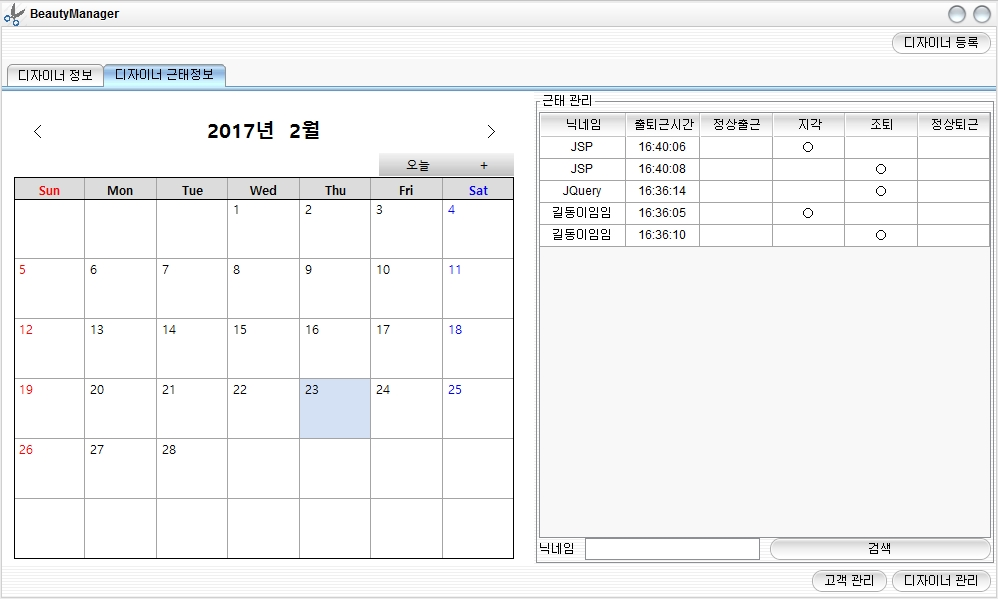 BeautyManager
디자이너 등록
디자이너 정보 디자이너 근태정보
2017년 2월
오늘 +
Sun Mon Tue Wed Thu Fri Sat
1 2 3 4
5 6 7 8 9 10 11
12 13 14 15 16 17 18
19 20 21 22 23 24 25
26 27 28
근태 관리
닉네임 출퇴근시간 정상출근 지각 조퇴 정상퇴근
JSP 16:40:06
JSP 16:40:08
JQuery 16:36:14
길동이임임 16:36:05
길동이임임 16:36:10
닉네임 검색
고객 관리 디자이너 관리